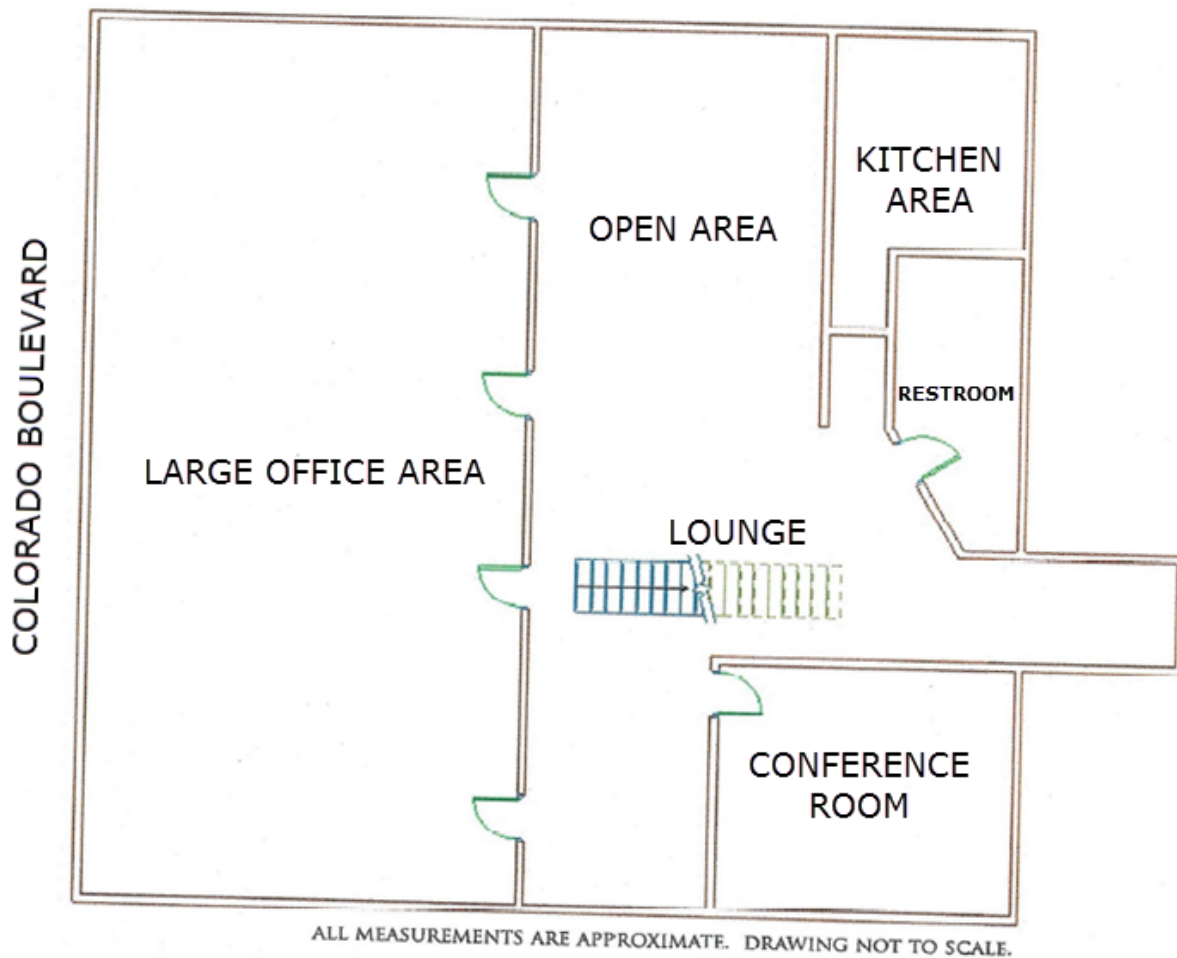 COLORADO BOULEVARD
KITCHEN
AREA
OPEN AREA
RESTROOM
LARGE OFFICE AREA
LOUNGE
CONFERENCE
ROOM
ALL MEASUREMENTS ARE APPROXIMATE. DRAWING NOT TO SCALE.